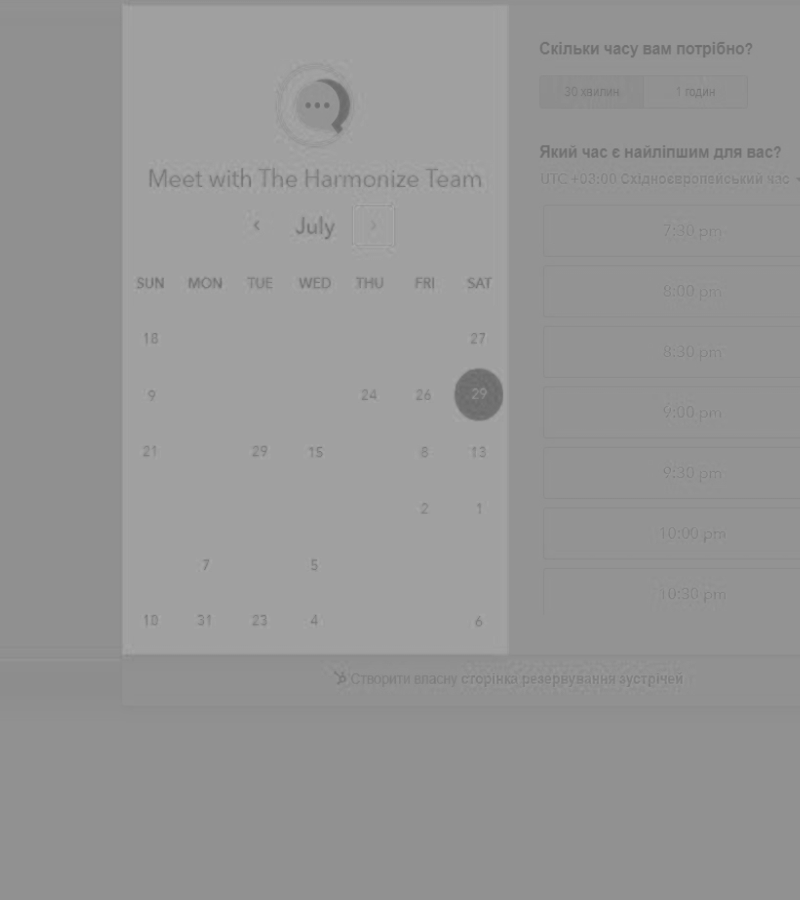 Meet with The Harmonize Team
July
SUN MON TUE WED THU FRI SAT
18 27
9 24 26 29
21 29 15 8 13
2 1
7 5
10 31 23 4 6
Скільки часу вам потрібно?
30 хвилин 1 годин
Який час є найліпшим для вас?
UTC +03:00 Східноєвропейський час
7:30 pm
8:00 pm
8:30 pm
9:00 pm
9:30 pm
10:00 pm
10:30 pm
Створити власну сторінка резервування зустрічей